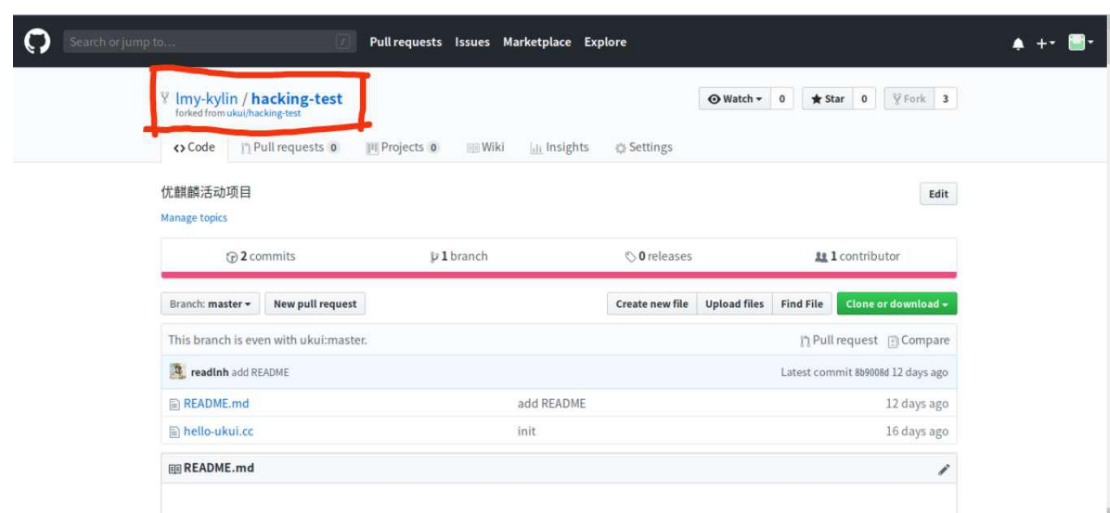 Search or jump to... / Pull requests Issues Marketplace Explore
lmy-kylin / hacking-test
forked from ukui/hacking-test
Watch 0 Star 0 Fork 3
Code Pull requests 0 Projects 0 Wiki Insights Settings
优麒麟活动项目 Edit
Manage topics
2 commits 1 branch 0 releases 1 contributor
Branch: master New pull request Create new file Upload files Find File Clone or download
This branch is even with ukui:master. Pull request Compare
readlnh add README Latest commit 8b9008d 12 days ago
README.md add README 12 days ago
hello-ukui.cc init 16 days ago
README.md